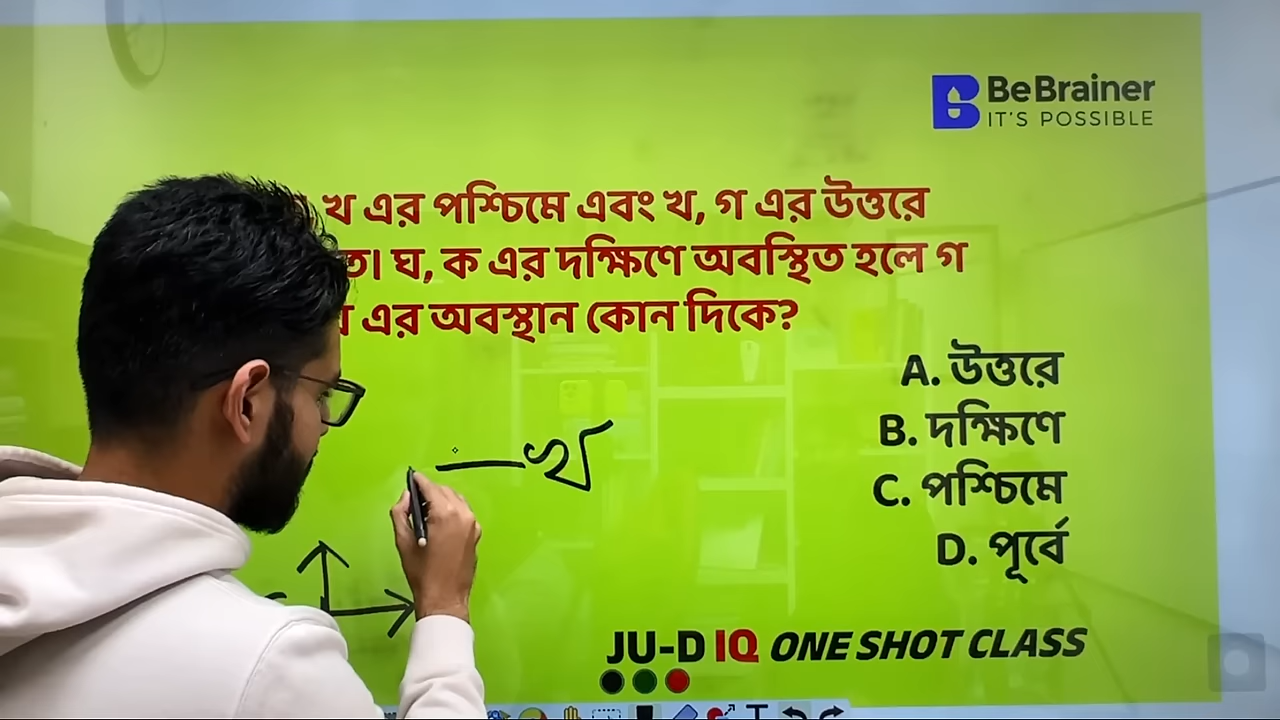 BeBrainer
IT'S POSSIBLE
খ এর পশ্চিমে এবং খ, গ এর উত্তরে
ঘ, ক এর দক্ষিণে অবস্থিত হলে গ
এর অবস্থান কোন দিকে?
A. উত্তরে
B. দক্ষিণে
C. পশ্চিমে
D. পূর্বে
খ
JU-D IQ ONE SHOT CLASS